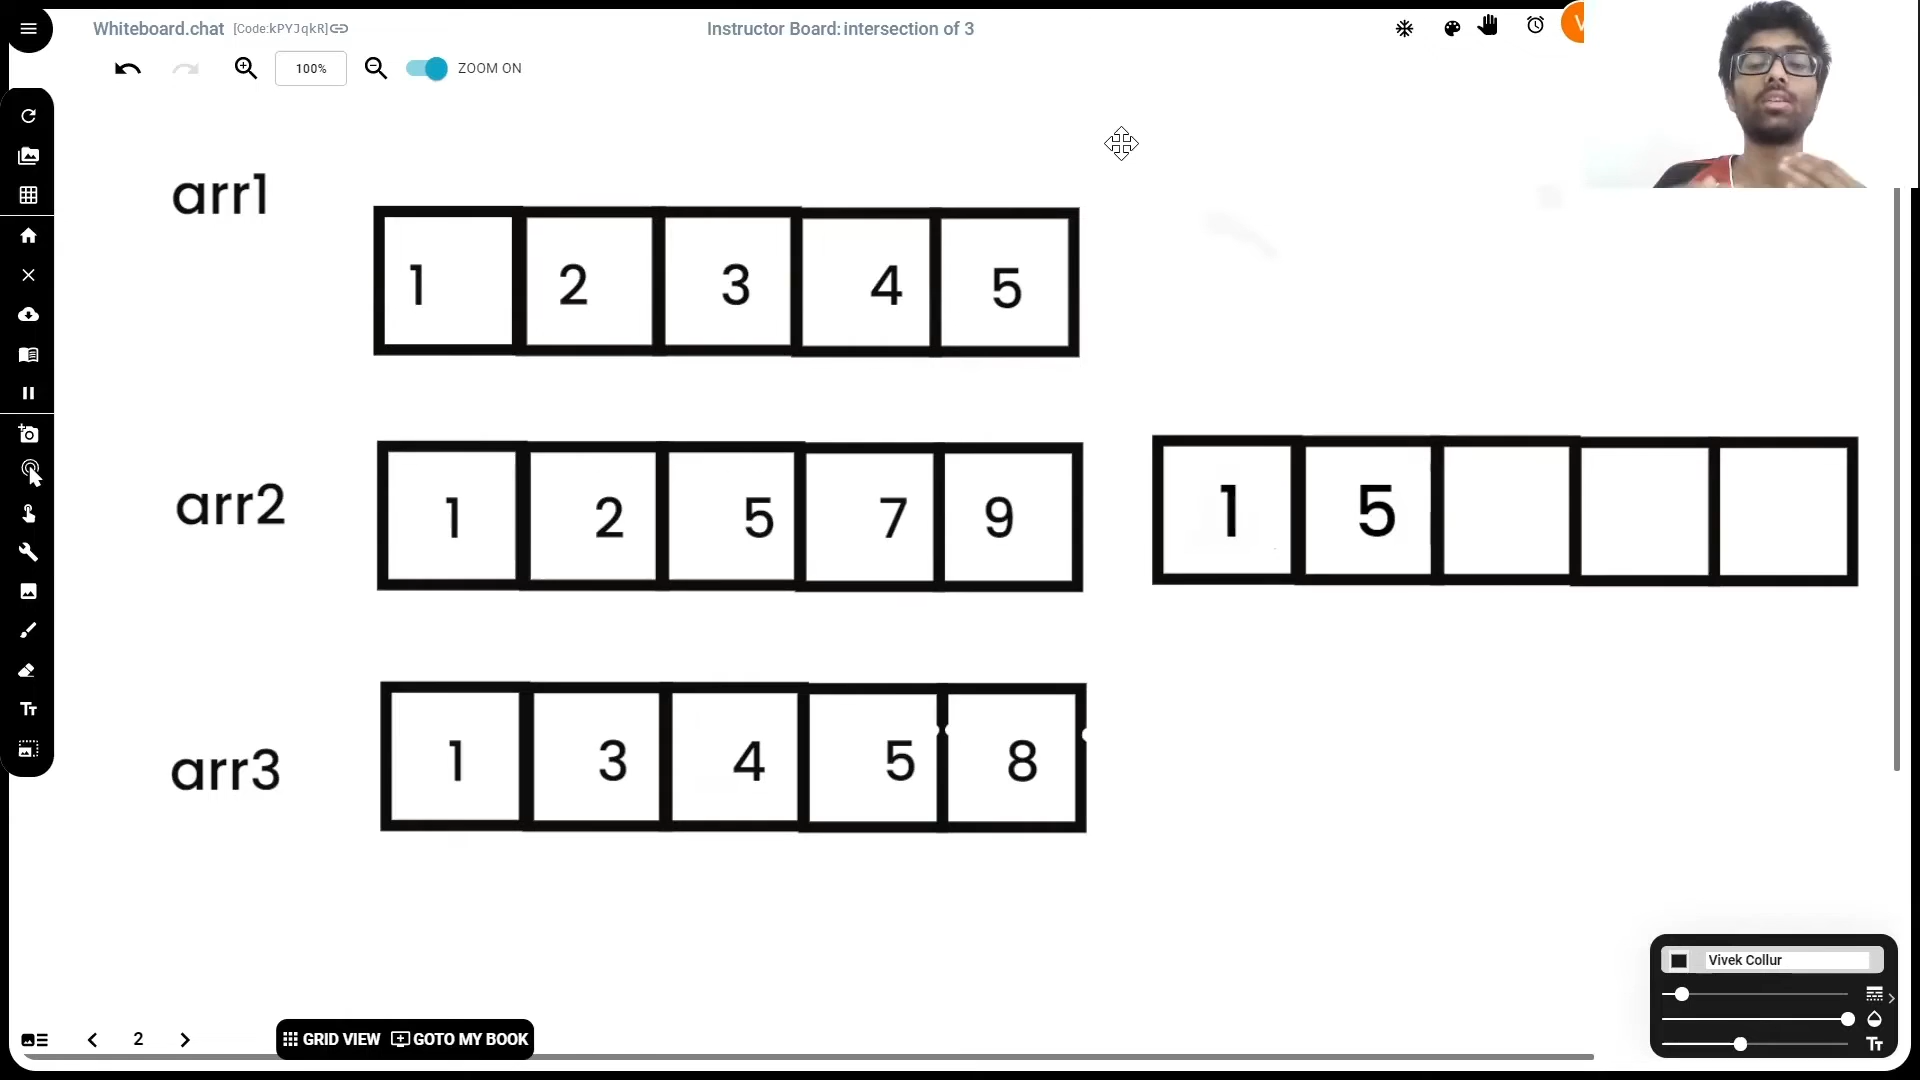 Whiteboard.chat [Code:kPYJqkR]
Instructor Board: intersection of 3
V
100%
ZOOM ON
arr1
1 2 3 4 5
arr2
1 2 5 7 9
1 5
arr3
1 3 4 5 8
Vivek Collur
Tт
Tт
2
GRID VIEW
GOTO MY BOOK